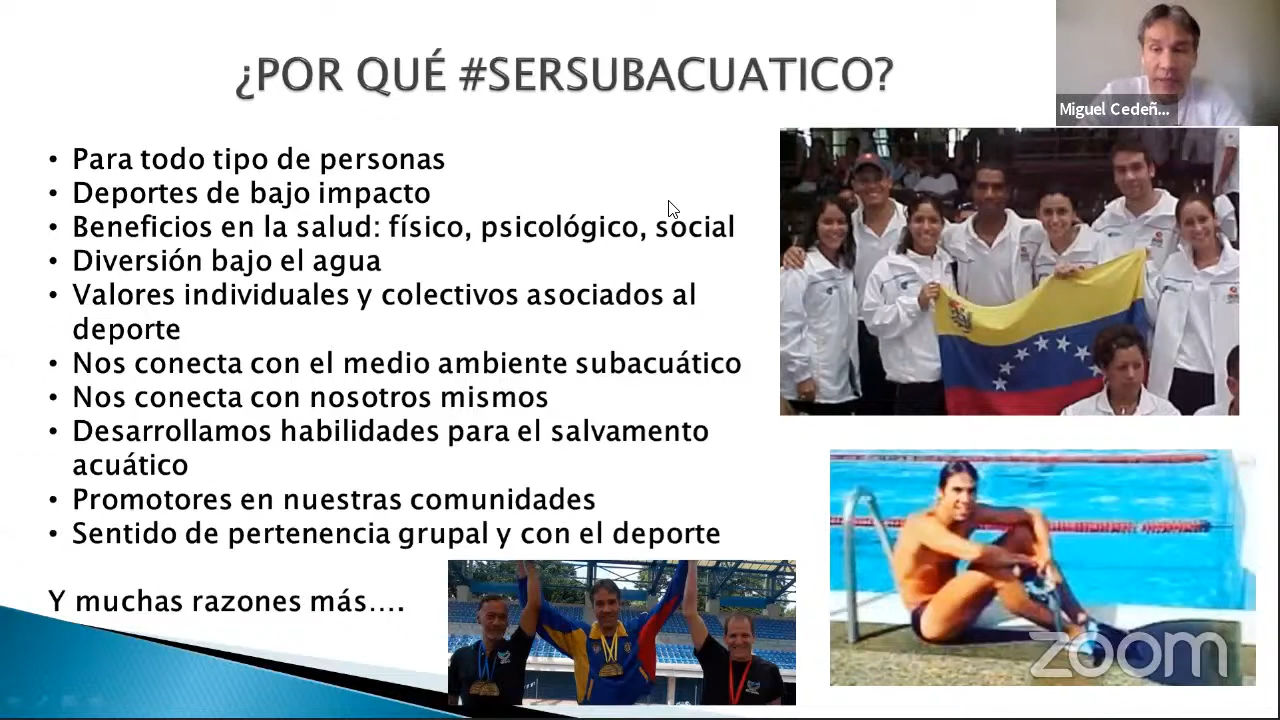 ¿POR QUÉ #SERSUBACUATICO?
Miguel Cedeñ...
• Para todo tipo de personas
• Deportes de bajo impacto
• Beneficios en la salud: físico, psicológico, social
• Diversión bajo el agua
• Valores individuales y colectivos asociados al
deporte
• Nos conecta con el medio ambiente subacuático
• Nos conecta con nosotros mismos
• Desarrollamos habilidades para el salvamento
acuático
• Promotores en nuestras comunidades
• Sentido de pertenencia grupal y con el deporte
Y muchas razones más....
zoom